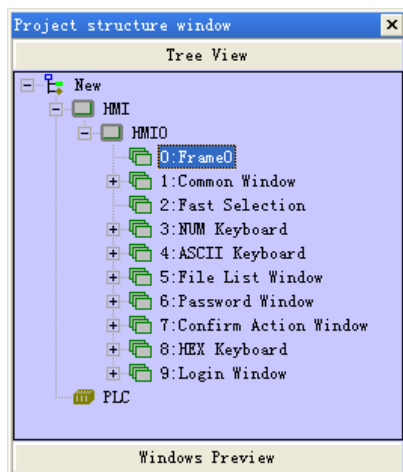 Project structure window
Tree View
New
HMI
HMI0
0:Frame0
1:Common Window
2:Fast Selection
3:NUM Keyboard
4:ASCII Keyboard
5:File List Window
6:Password Window
7:Confirm Action Window
8:HEX Keyboard
9:Login Window
PLC
Windows Preview